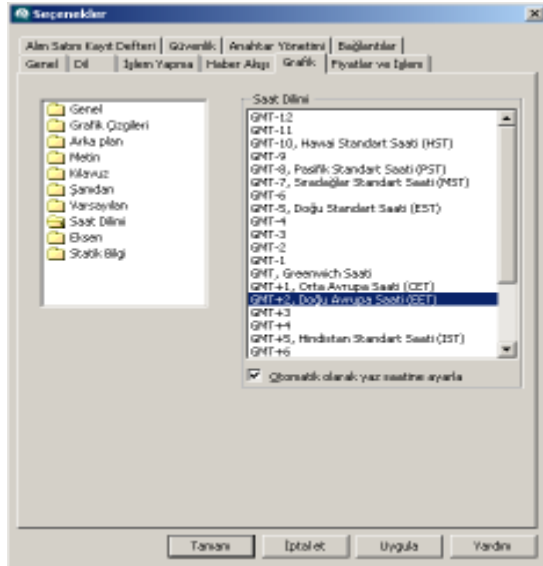 Seçenekler
Alım Satım Kayıt Defteri Güvenlik Anahtar Yönetimi Bağlantılar
Genel Dil İşlem Yapma Haber Akışı Grafik Fiyatlar ve İşlem
Genel
Grafik Çizgileri
Arka plan
Metin
Kılavuz
Şamdan
Varsayılan
Saat Dilimi
Eksen
Statik Bilgi
Saat Dilimi
GMT-12
GMT-11
GMT-10, Hawai Standart Saati (HST)
GMT-9
GMT-8, Pasifik Standart Saati (PST)
GMT-7, Sıradağlar Standart Saati (MST)
GMT-6
GMT-5, Doğu Standart Saati (EST)
GMT-4
GMT-3
GMT-2
GMT-1
GMT, Greenwich Saati
GMT+1, Orta Avrupa Saati (CET)
GMT+2, Doğu Avrupa Saati (EET)
GMT+3
GMT+4
GMT+5, Hindistan Standart Saati (IST)
GMT+6
Otomatik olarak yaz saatine ayarla
Tamam İptal et Uygula Yardım